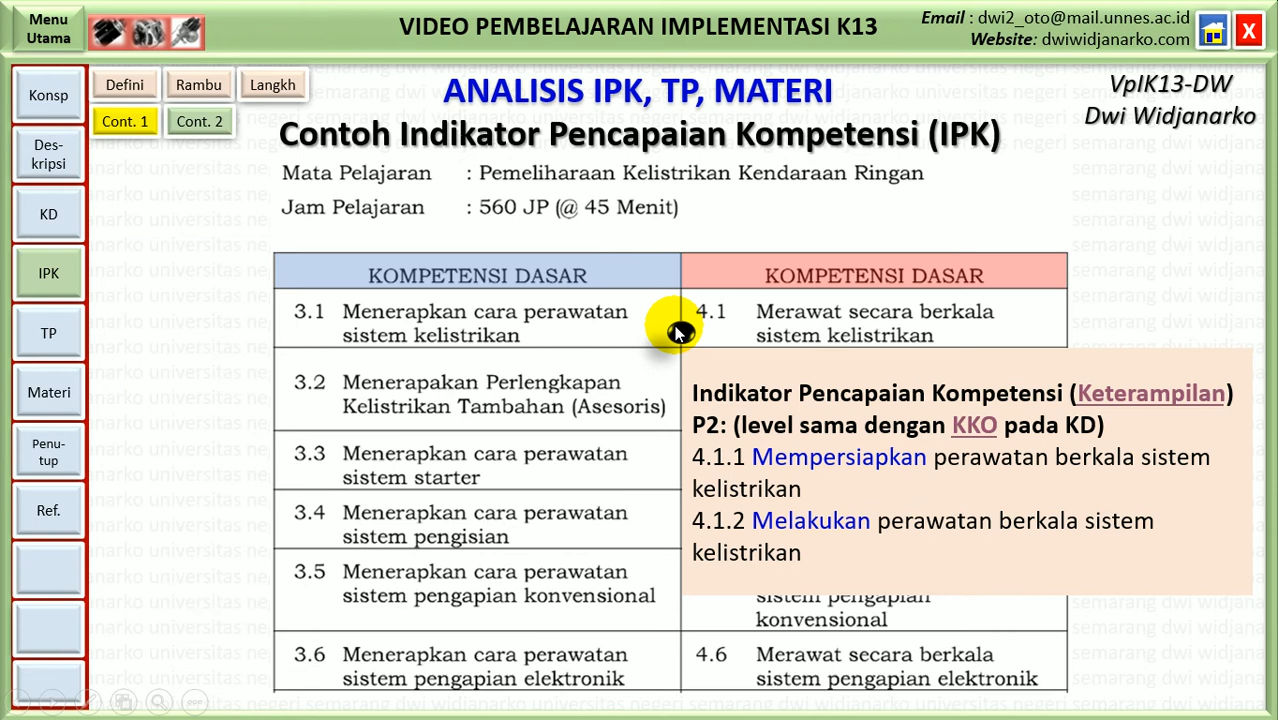 Menu
Utama
VIDEO PEMBELAJARAN IMPLEMENTASI K13
Email : dwi2_oto@mail.unnes.ac.id
Website: dwiwidjanarko.com
X
Konsp
Des-
kripsi
KD
IPK
TP
Materi
Penu-
tup
Ref.
Defini
Rambu
Langkh
Cont. 1
Cont. 2
ANALISIS IPK, TP, MATERI
VpIK13-DW
Dwi Widjanarko
Contoh Indikator Pencapaian Kompetensi (IPK)
Mata Pelajaran : Pemeliharaan Kelistrikan Kendaraan Ringan
Jam Pelajaran : 560 JP (@ 45 Menit)
KOMPETENSI DASAR
KOMPETENSI DASAR
3.1 Menerapkan cara perawatan
sistem kelistrikan
4.1 Merawat secara berkala
sistem kelistrikan
3.2 Menerapakan Perlengkapan
Kelistrikan Tambahan (Asesoris)
3.3 Menerapkan cara perawatan
sistem starter
3.4 Menerapkan cara perawatan
sistem pengisian
3.5 Menerapkan cara perawatan
sistem pengapian konvensional
Indikator Pencapaian Kompetensi (Keterampilan)
P2: (level sama dengan KKO pada KD)
4.1.1 Mempersiapkan perawatan berkala sistem
kelistrikan
4.1.2 Melakukan perawatan berkala sistem
kelistrikan
sistem pengapian
konvensional
3.6 Menerapkan cara perawatan
sistem pengapian elektronik
4.6 Merawat secara berkala
sistem pengapian elektronik